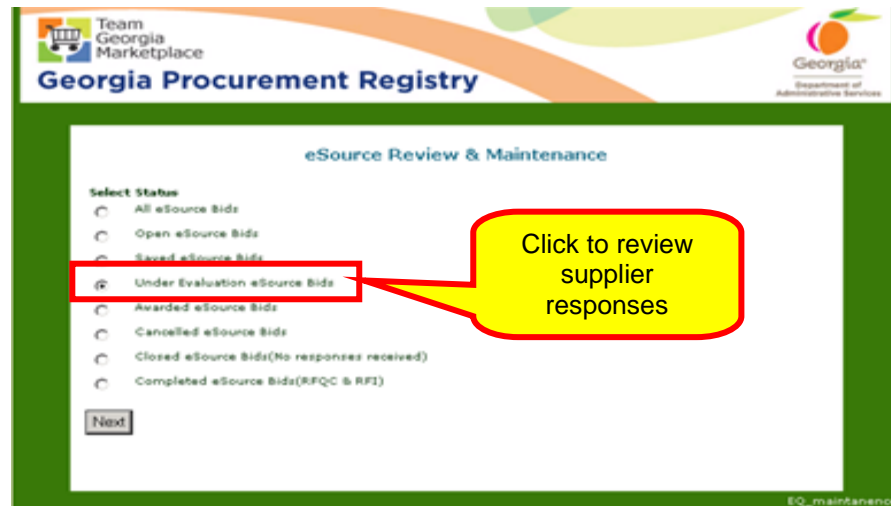 Team
Georgia
Marketplace
Georgia Procurement Registry
Georgia
Department of
Administrative Services
eSource Review & Maintenance
Select Status
All eSource Bids
Open eSource Bids
Saved eSource Bids
Under Evaluation eSource Bids
Awarded eSource Bids
Cancelled eSource Bids
Closed eSource Bids(No responses received)
Completed eSource Bids(RFQC & RFI)
Click to review
supplier
responses
Next
EQ_maintanenc